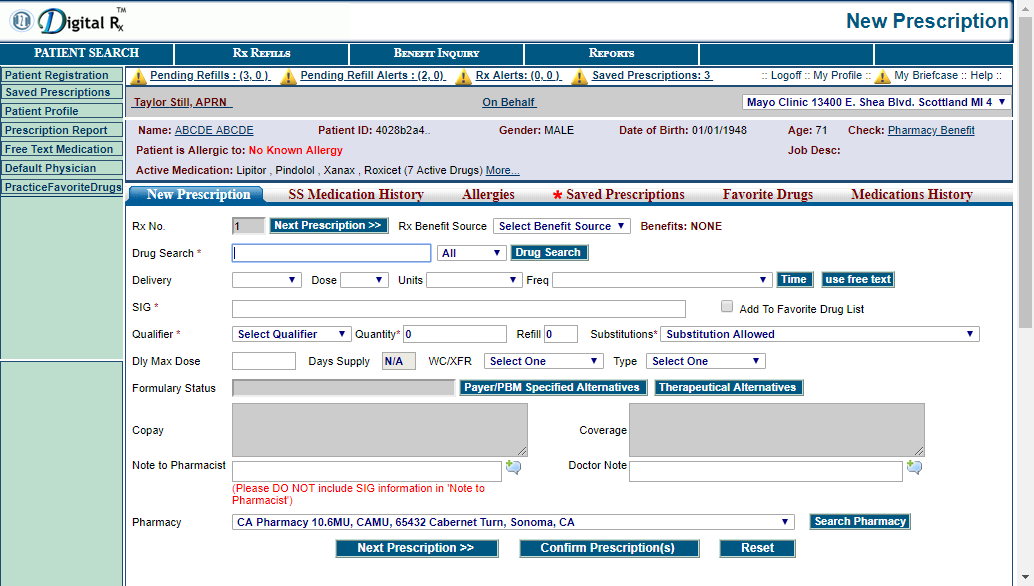 Digital Rx TM
New Prescription
PATIENT SEARCH RX REFILLS BENEFIT INQUIRY REPORTS
Patient Registration
Saved Prescriptions
Patient Profile
Prescription Report
Free Text Medication
Default Physician
PracticeFavoriteDrugs
Pending Refills : (3, 0 ) Pending Refill Alerts : (2, 0) Rx Alerts: (0, 0 ) Saved Prescriptions: 3 :: Logoff :: My Profile :: My Briefcase :: Help ::
Taylor Still, APRN On Behalf Mayo Clinic 13400 E. Shea Blvd. Scottland MI 4
Name: ABCDE ABCDE Patient ID: 4028b2a4.. Gender: MALE Date of Birth: 01/01/1948 Age: 71 Check: Pharmacy Benefit
Patient is Allergic to: No Known Allergy Job Desc:
Active Medication: Lipitor , Pindolol , Xanax , Roxicet (7 Active Drugs) More...
New Prescription SS Medication History Allergies * Saved Prescriptions Favorite Drugs Medications History
Rx No. 1 Next Prescription >> Rx Benefit Source Select Benefit Source Benefits: NONE
Drug Search * All Drug Search
Delivery Dose Units Freq Time use free text
SIG * Add To Favorite Drug List
Qualifier * Select Qualifier Quantity* 0 Refill 0 Substitutions* Substitution Allowed
Dly Max Dose Days Supply N/A WC/XFR Select One Type Select One
Formulary Status Payer/PBM Specified Alternatives Therapeutical Alternatives
Copay Coverage
Note to Pharmacist Doctor Note
(Please DO NOT include SIG information in 'Note to
Pharmacist')
Pharmacy CA Pharmacy 10.6MU, CAMU, 65432 Cabernet Turn, Sonoma, CA Search Pharmacy
Next Prescription >> Confirm Prescription(s) Reset